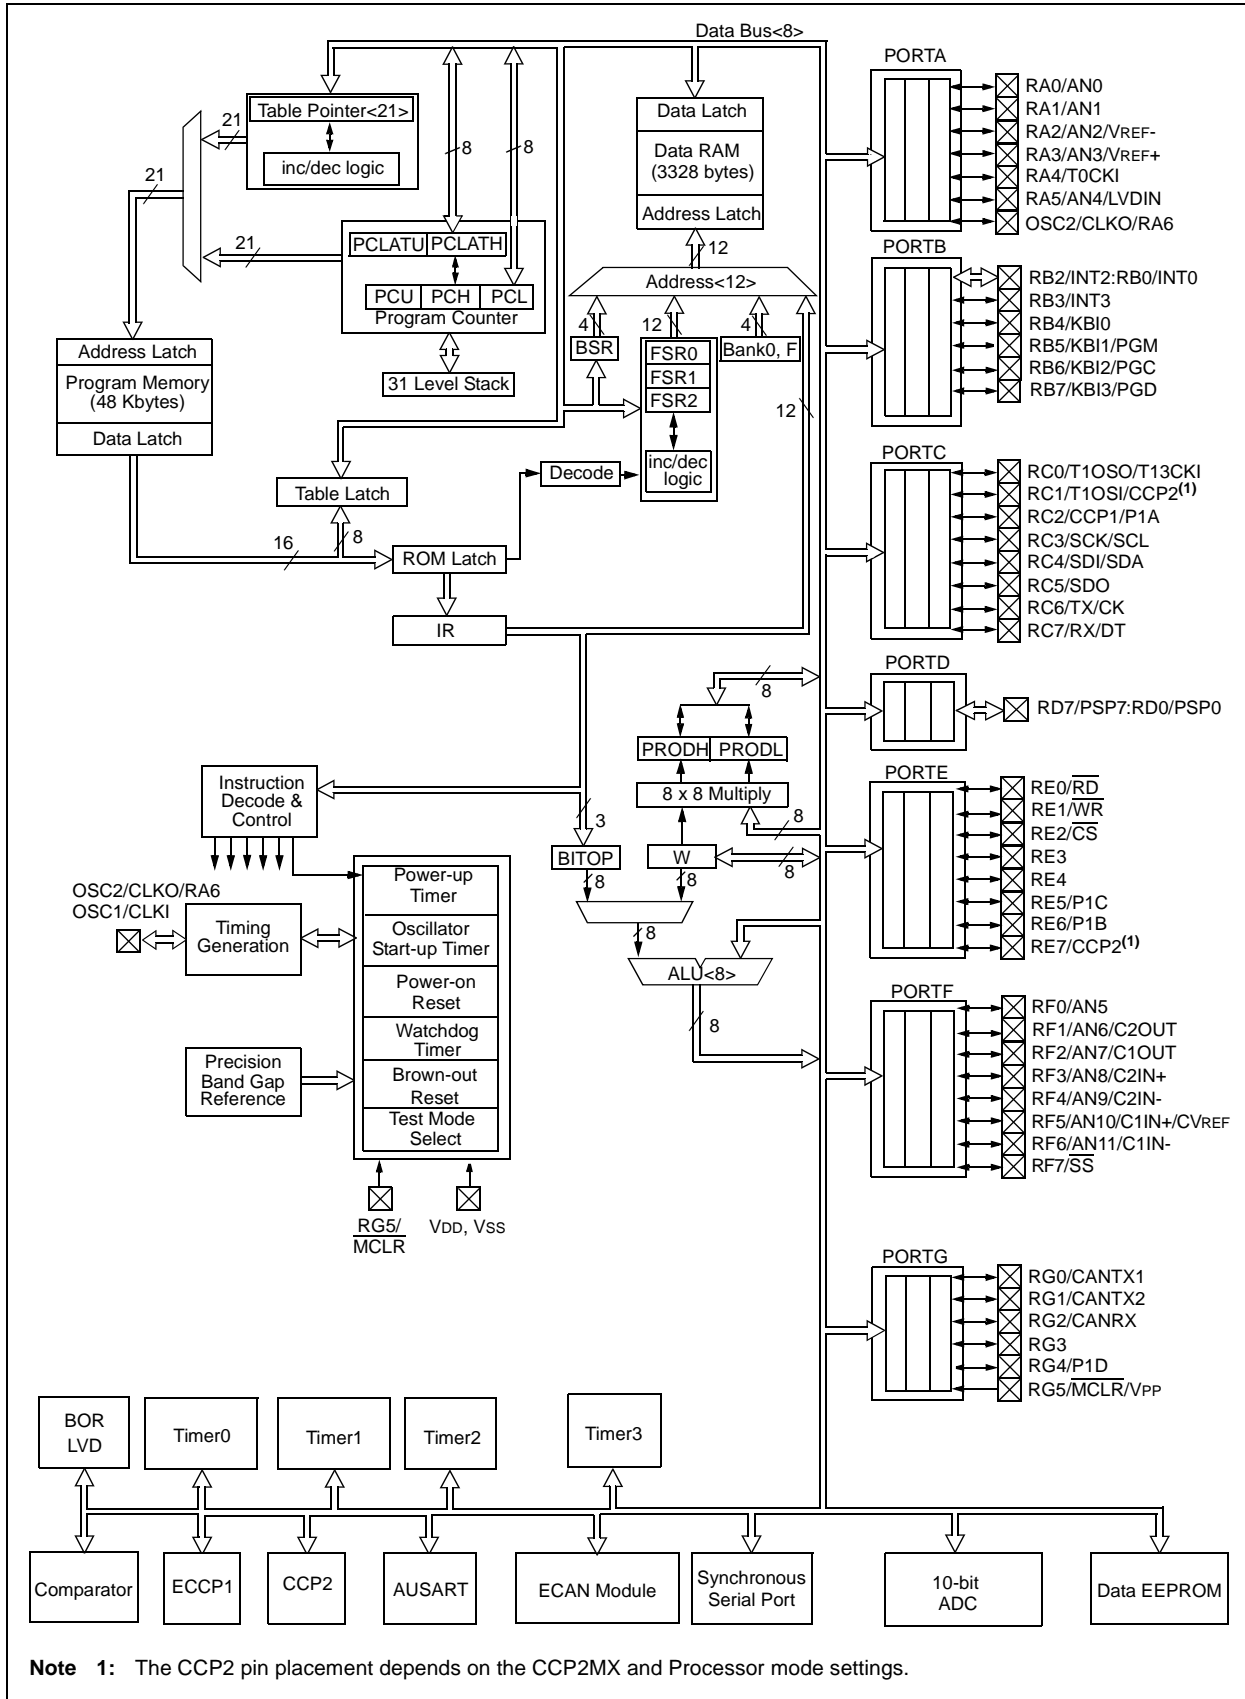 Data Bus<8>
Table Pointer<21>
inc/dec logic
21
21
21
8
8
PCLATU
PCLATH
PCU
PCH
PCL
Program Counter
31 Level Stack
Address Latch
Program Memory
(48 Kbytes)
Data Latch
Data Latch
Data RAM
(3328 bytes)
Address Latch
12
Address<12>
4
12
4
BSR
FSR0
FSR1
FSR2
inc/dec
logic
Bank0, F
12
Decode
Table Latch
16
8
ROM Latch
IR
8
PRODH
PRODL
8 x 8 Multiply
8
W
8
3
BITOP
8
8
8
ALU<8>
8
Instruction
Decode &
Control
OSC2/CLKO/RA6
OSC1/CLKI
Timing
Generation
Power-up
Timer
Oscillator
Start-up Timer
Power-on
Reset
Watchdog
Timer
Brown-out
Reset
Test Mode
Select
Precision
Band Gap
Reference
RG5/
MCLR
VDD, VSS
PORTA
RA0/AN0
RA1/AN1
RA2/AN2/VREF-
RA3/AN3/VREF+
RA4/T0CKI
RA5/AN4/LVDIN
OSC2/CLKO/RA6
PORTB
RB2/INT2:RB0/INT0
RB3/INT3
RB4/KBI0
RB5/KBI1/PGM
RB6/KBI2/PGC
RB7/KBI3/PGD
PORTC
RC0/T1OSO/T13CKI
RC1/T1OSI/CCP2(1)
RC2/CCP1/P1A
RC3/SCK/SCL
RC4/SDI/SDA
RC5/SDO
RC6/TX/CK
RC7/RX/DT
PORTD
RD7/PSP7:RD0/PSP0
PORTE
RE0/RD
RE1/WR
RE2/CS
RE3
RE4
RE5/P1C
RE6/P1B
RE7/CCP2(1)
PORTF
RF0/AN5
RF1/AN6/C2OUT
RF2/AN7/C1OUT
RF3/AN8/C2IN+
RF4/AN9/C2IN-
RF5/AN10/C1IN+/CVREF
RF6/AN11/C1IN-
RF7/SS
PORTG
RG0/CANTX1
RG1/CANTX2
RG2/CANRX
RG3
RG4/P1D
RG5/MCLR/VPP
BOR
LVD
Timer0
Timer1
Timer2
Timer3
Comparator
ECCP1
CCP2
AUSART
ECAN Module
Synchronous
Serial Port
10-bit
ADC
Data EEPROM
Note 1: The CCP2 pin placement depends on the CCP2MX and Processor mode settings.